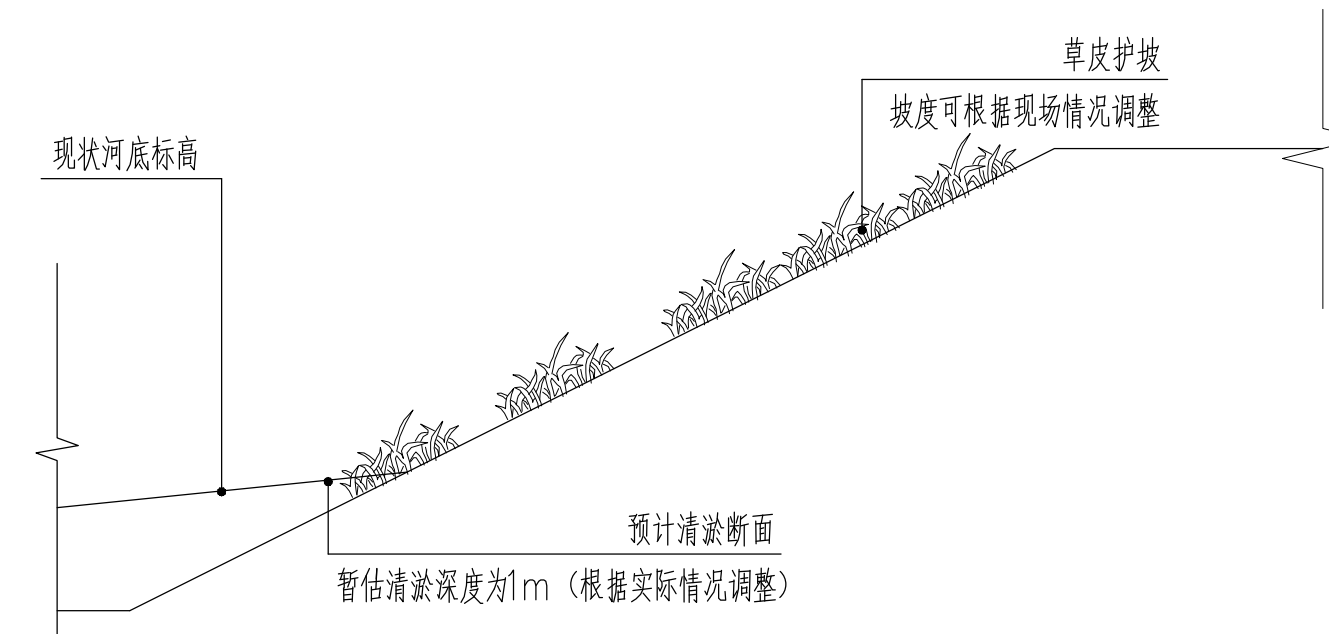 草皮护坡
坡度可根据现场情况调整
现状河底标高
预计清淤断面
暂估清淤深度为1m（根据实际情况调整）